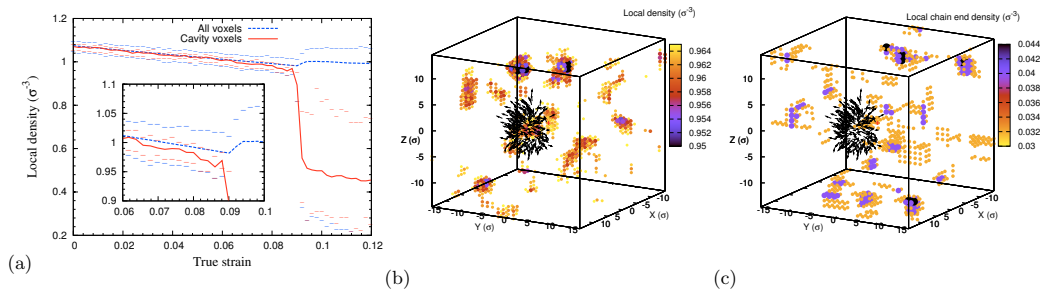 1.2
1
0.8
0.6
0.4
0.2
Local density (σ⁻³)
All voxels
Cavity voxels
1.1
1.05
1
0.95
0.9
0.06 0.07 0.08 0.09 0.1
0 0.02 0.04 0.06 0.08 0.1 0.12
True strain
(a)
Local density (σ⁻³)
0.964
0.962
0.96
0.958
0.956
0.954
0.952
0.95
10
5
0
-5
-10
Z (σ)
-15 -10 -5 0 5 10 15
Y (σ)
-10 -5 0 5 10 15
X (σ)
(b)
Local chain end density (σ⁻³)
0.044
0.042
0.04
0.038
0.036
0.034
0.032
0.03
10
5
0
-5
-10
Z (σ)
-15 -10 -5 0 5 10 15
Y (σ)
-10 -5 0 5 10 15
X (σ)
(c)